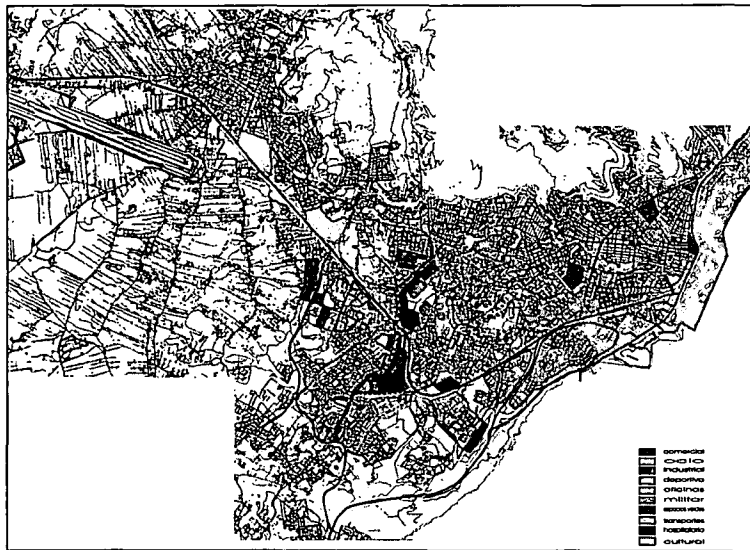 comercial
ocio
industrial
deportivo
oficinas
militar
espacios verdes
transportes
hospitalario
cultural